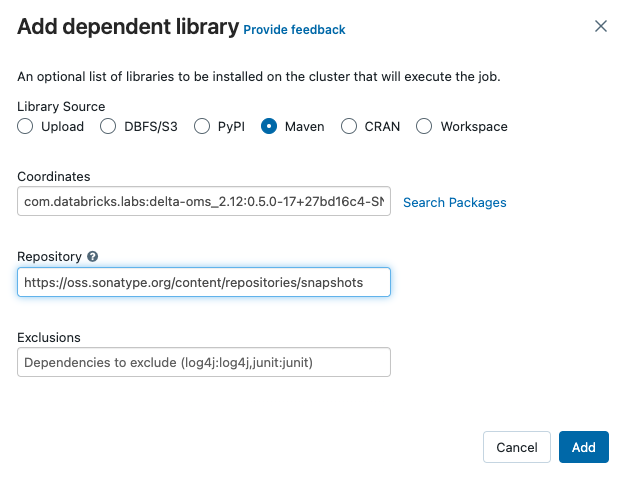 Add dependent library Provide feedback
An optional list of libraries to be installed on the cluster that will execute the job.
Library Source
Upload DBFS/S3 PyPI Maven CRAN Workspace
Coordinates
com.databricks.labs:delta-oms_2.12:0.5.0-17+27bd16c4-SN Search Packages
Repository ?
https://oss.sonatype.org/content/repositories/snapshots
Exclusions
Dependencies to exclude (log4j:log4j,junit:junit)
Cancel Add